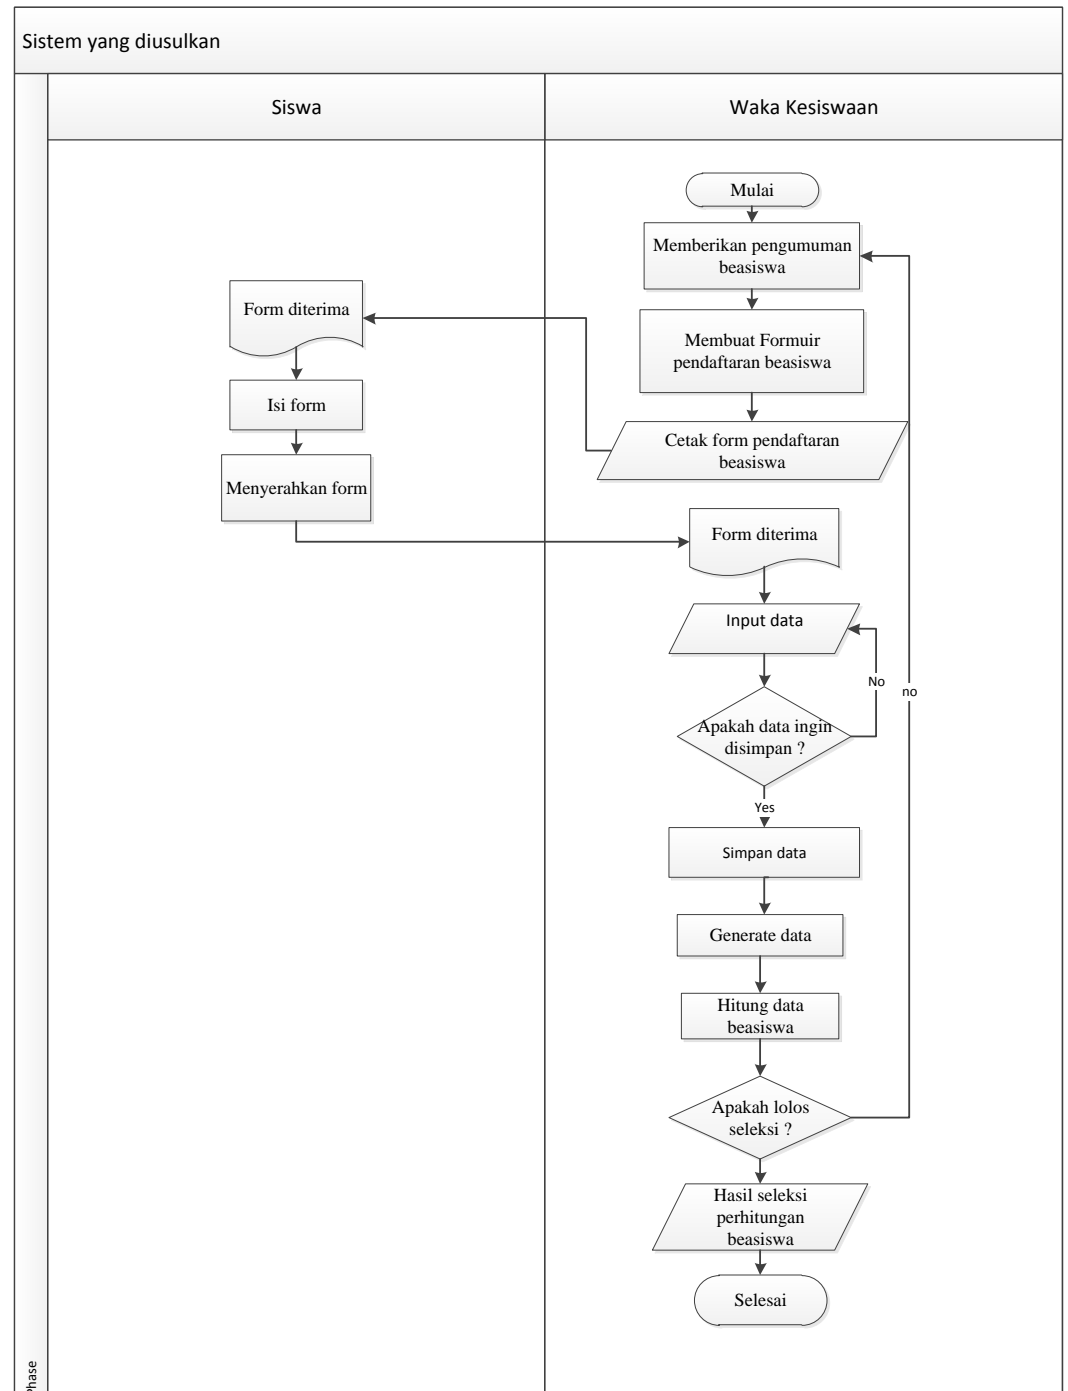 Sistem yang diusulkan
Siswa
Waka Kesiswaan
Mulai
Memberikan pengumuman
beasiswa
Membuat Formuir
pendaftaran beasiswa
Cetak form pendaftaran
beasiswa
Form diterima
Isi form
Menyerahkan form
Form diterima
Input data
No
no
Apakah data ingin
disimpan ?
Yes
Simpan data
Generate data
Hitung data
beasiswa
Apakah lolos
seleksi ?
Hasil seleksi
perhitungan
beasiswa
Selesai
Phase